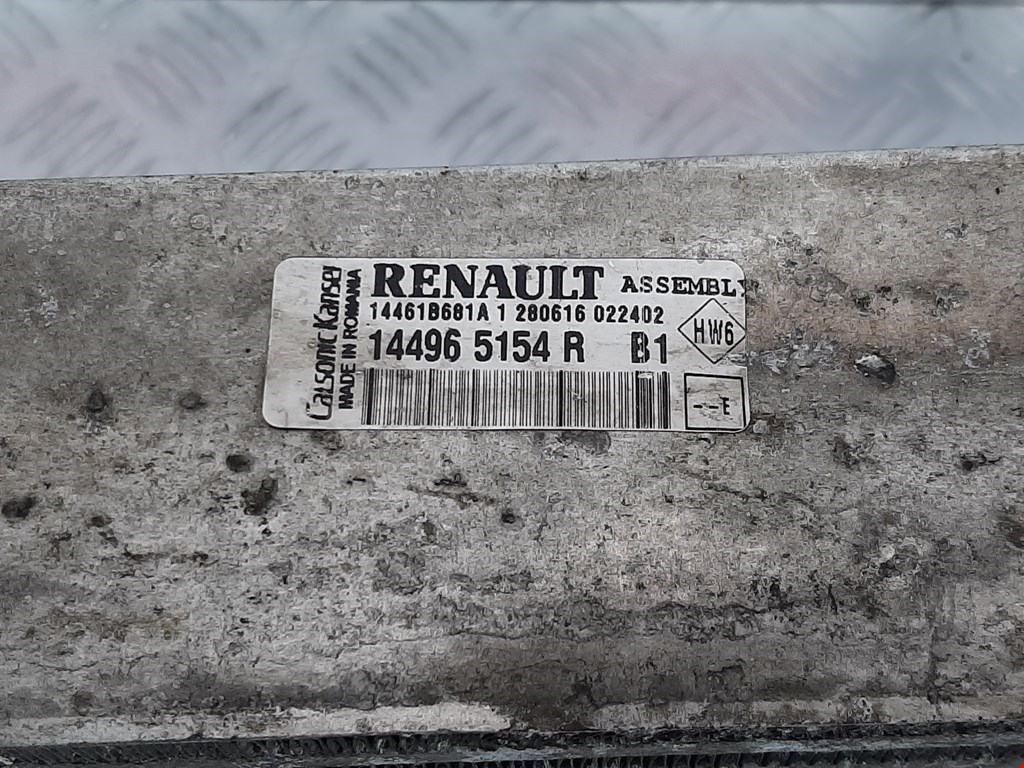 Calsonic Kansei
MADE IN ROMANIA
RENAULT ASSEMBLY
14461B681A 1 280616 022402
HW6
14496 5154 R B1
--E